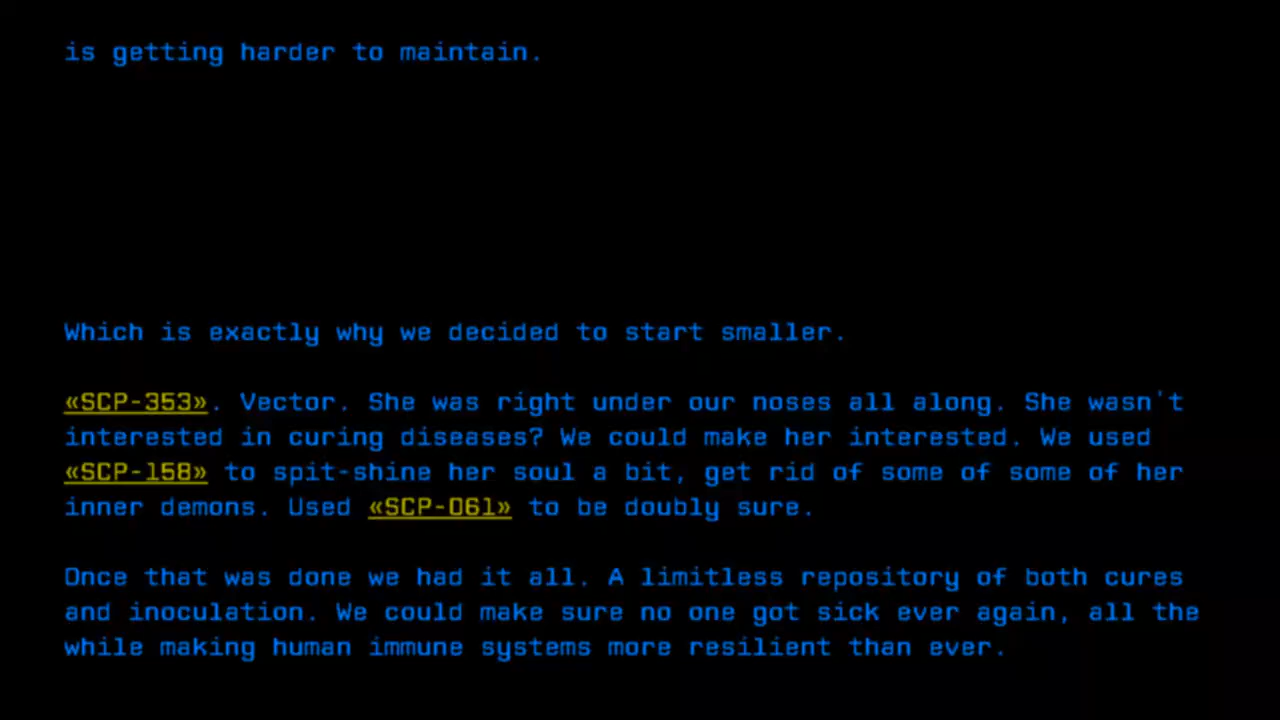 is getting harder to maintain.
Which is exactly why we decided to start smaller.
«SCP-353». Vector. She was right under our noses all along. She wasn't
interested in curing diseases? We could make her interested. We used
«SCP-158» to spit-shine her soul a bit, get rid of some of some of her
inner demons. Used «SCP-061» to be doubly sure.
Once that was done we had it all. A limitless repository of both cures
and inoculation. We could make sure no one got sick ever again, all the
while making human immune systems more resilient than ever.